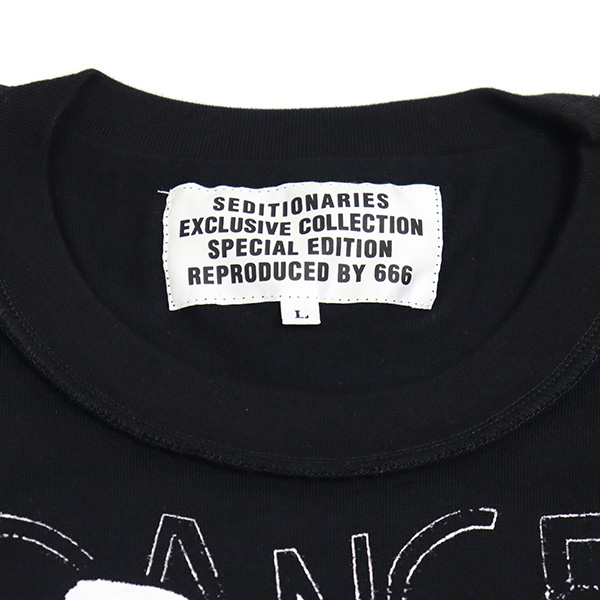 SEDITIONARIES
EXCLUSIVE COLLECTION
SPECIAL EDITION
REPRODUCED BY 666
L